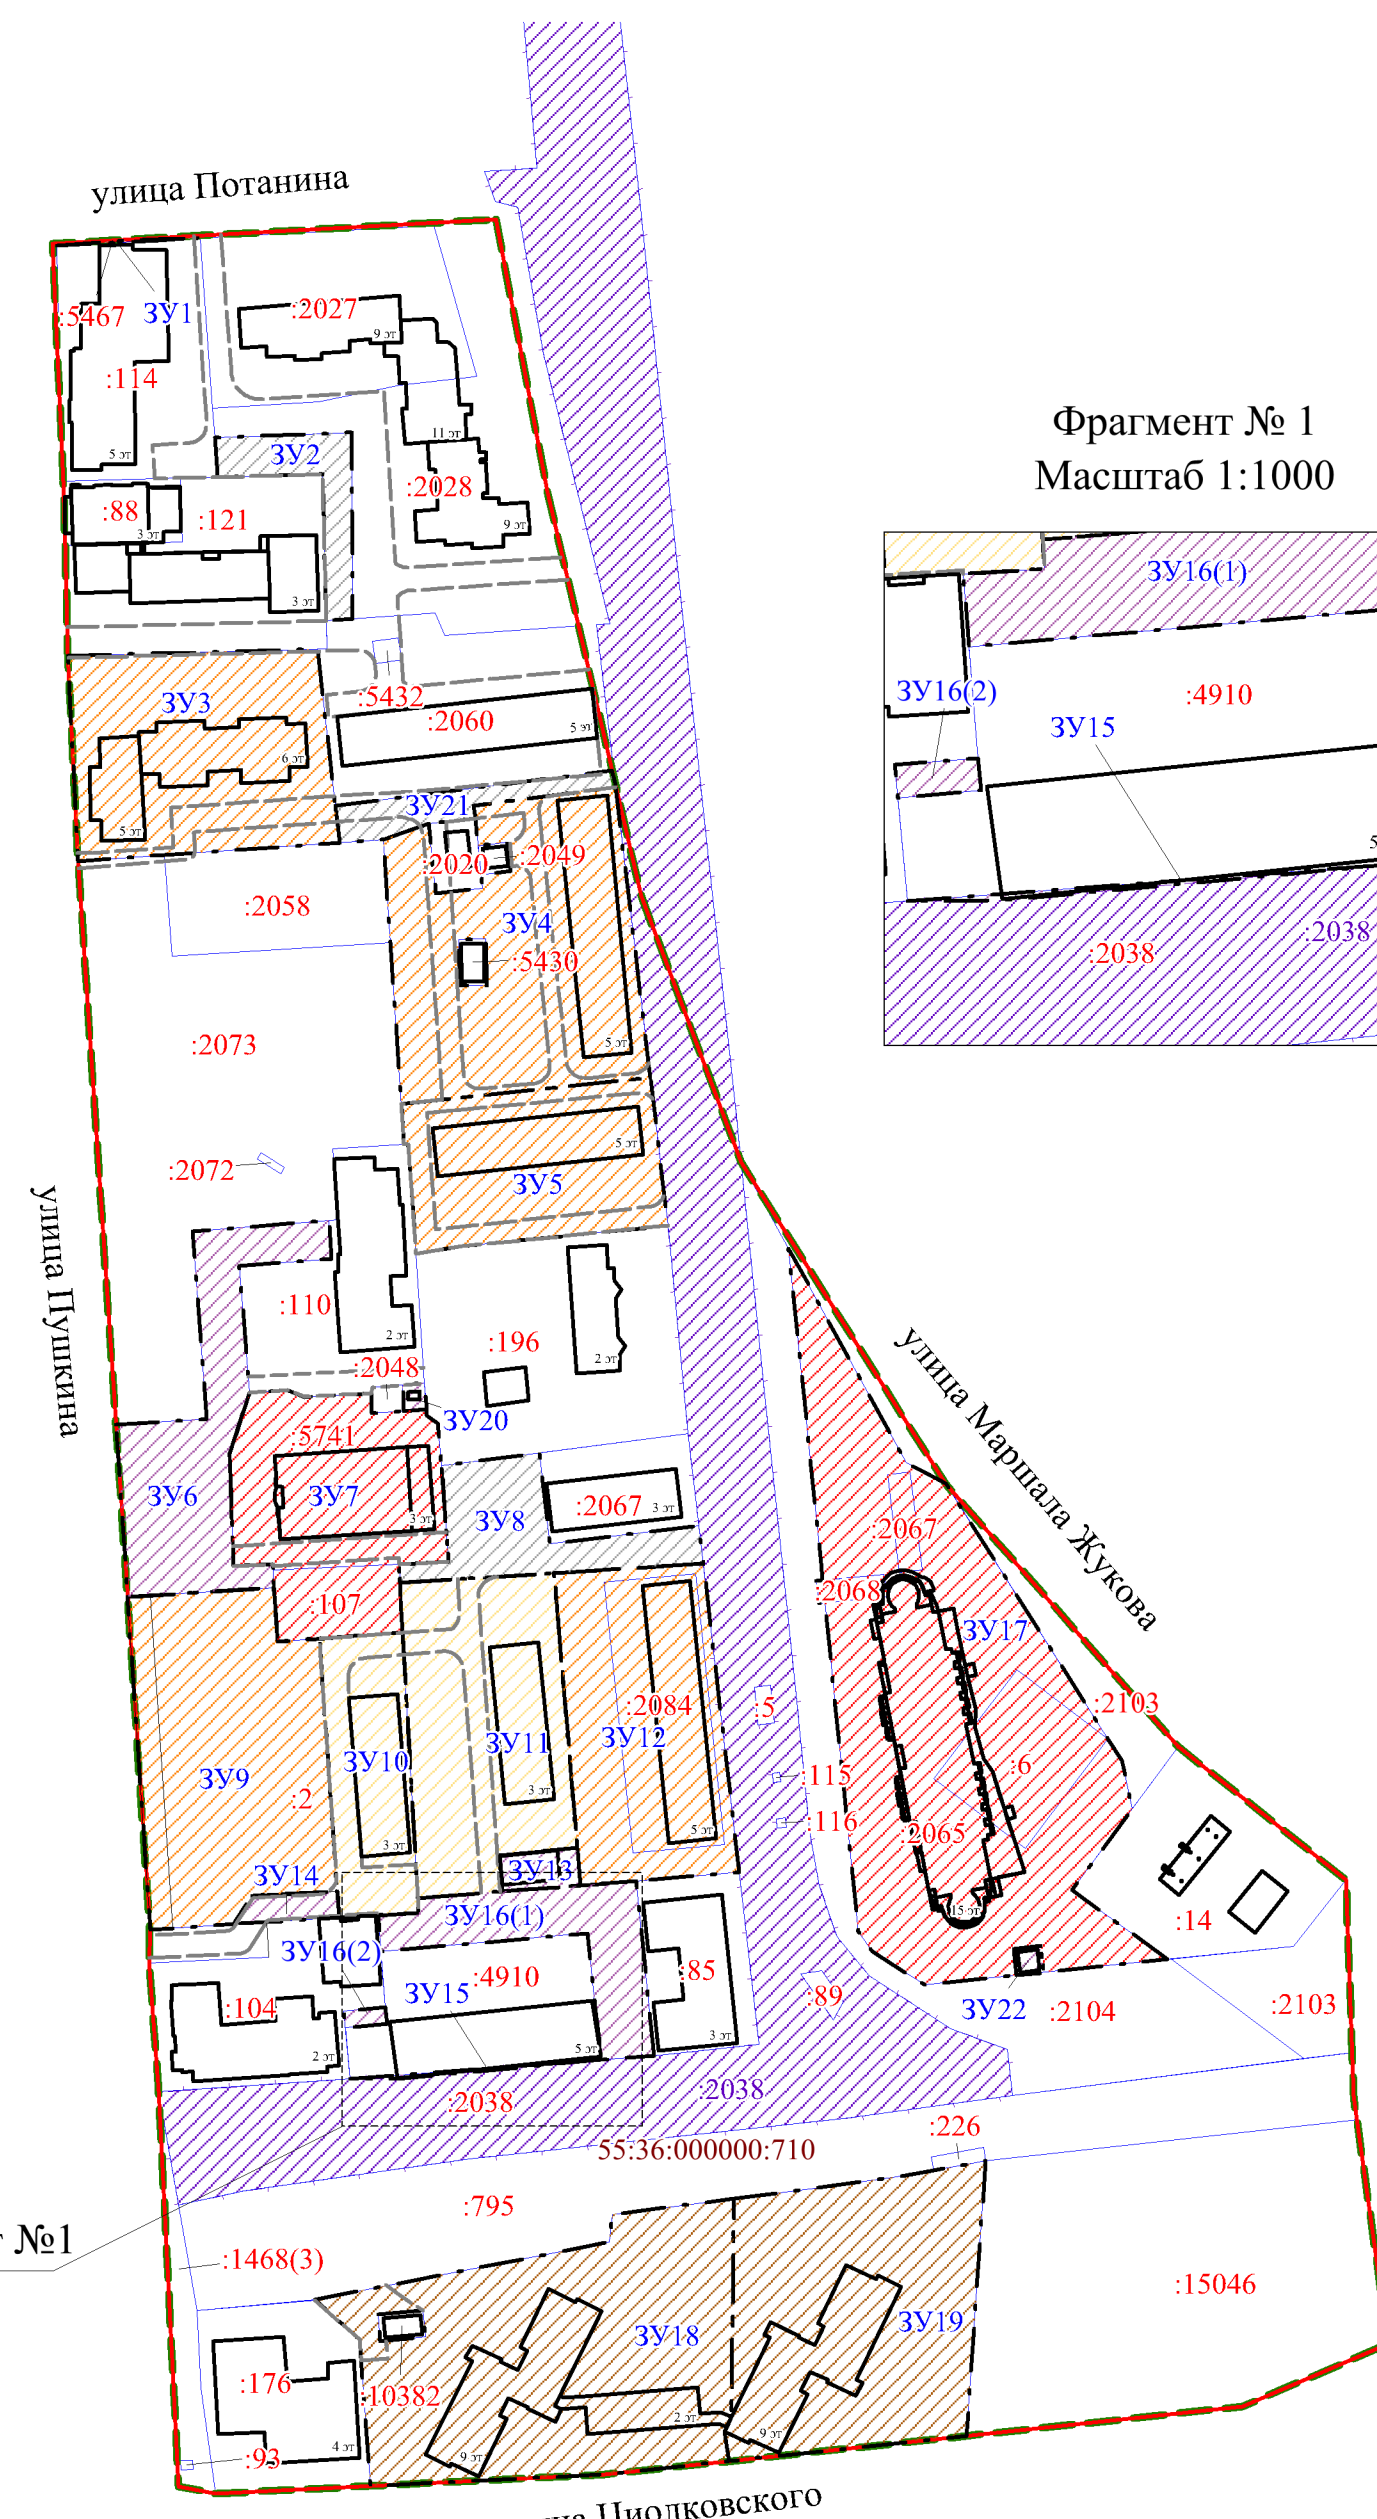 улица Потанина
:5467
ЗУ1
:2027
9 эт
:114
11 эт
5 эт
ЗУ2
:2028
:88
:121
3 эт
9 эт
3 эт
Фрагмент № 1
Масштаб 1:1000
ЗУ16(1)
ЗУ16(2)
:4910
ЗУ15
5
:2038
:2038
ЗУ3
:5432
:2060
5 эт
6 эт
5 эт
ЗУ21
:2020
:2049
:2058
ЗУ4
:5430
:2073
5 эт
5 эт
:2072
ЗУ5
улица Пушкина
:110
2 эт
:196
2 эт
:2048
ЗУ20
:5741
ЗУ6
ЗУ7
3 эт
ЗУ8
:2067
3 эт
улица Маршала Жукова
:2067
:2068
:107
ЗУ17
:2084
:5
:2103
ЗУ12
ЗУ11
ЗУ10
ЗУ9
:2
:6
:115
:116
3 эт
3 эт
5 эт
:2065
ЗУ14
ЗУ13
15 эт
ЗУ16(1)
:14
ЗУ16(2)
:4910
:85
ЗУ15
:89
:104
ЗУ22
:2104
:2103
2 эт
5 эт
3 эт
:2038
:2038
:226
55:36:000000:710
:795
№1
:1468(3)
:15046
ЗУ18
ЗУ19
:176
:10382
2 эт
9 эт
4 эт
9 эт
:93
Циолковского